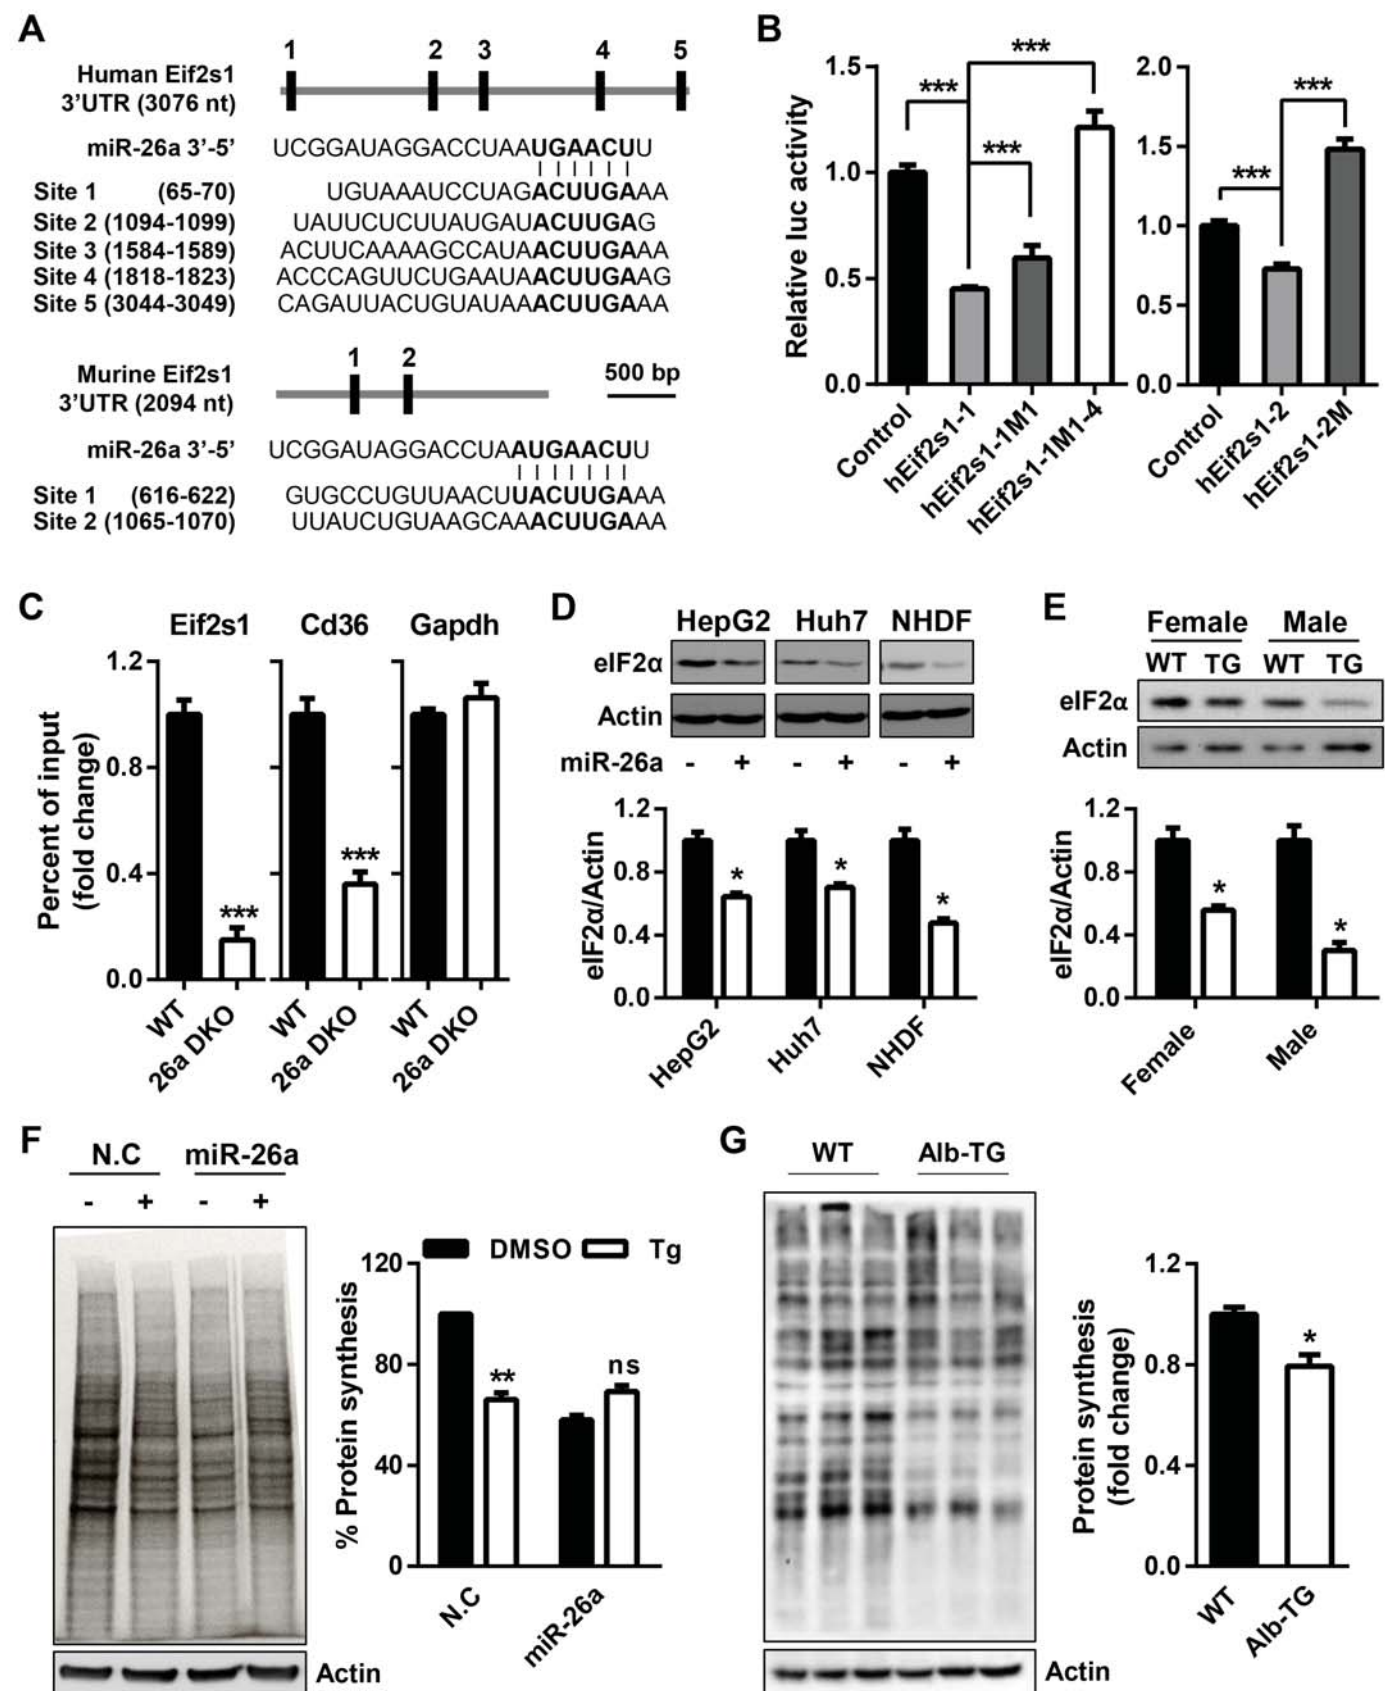 A
1 2 3 4 5
Human Eif2s1
3'UTR (3076 nt)
miR-26a 3'-5' UCGGAUAGGACCUAAUGAACUU
Site 1 (65-70) UGUAAAUCCUAGACUUGAAA
Site 2 (1094-1099) UAUUCUCUUAUGAUACUUGAG
Site 3 (1584-1589) ACUUCAAAAGCCAUAACUUGAAA
Site 4 (1818-1823) ACCCAGUUCUGAAUAACUUGAAG
Site 5 (3044-3049) CAGAUUACUGUAUAAACUUGAAA
1 2
Murine Eif2s1
3'UTR (2094 nt)
500 bp
miR-26a 3'-5' UCGGAUAGGACCUAAUGAACUU
Site 1 (616-622) GUGCCUGUUAACUUACUUGAAA
Site 2 (1065-1070) UUAUCUGUAAGCAAACUUGAAA
B
Relative luc activity
1.5
1.0
0.5
0.0
***
***
***
Control
hEif2s1-1
hEif2s1-1M1
hEif2s1-1M1-4
2.0
1.5
1.0
0.5
0.0
***
***
Control
hEif2s1-2
hEif2s1-2M
C
Eif2s1 Cd36 Gapdh
Percent of input
(fold change)
1.2
0.8
0.4
0.0
***
***
WT
26a DKO
WT
26a DKO
WT
26a DKO
D
HepG2 Huh7 NHDF
eIF2α
Actin
miR-26a - + - + - +
eIF2α/Actin
1.2
0.8
0.4
0.0
*
*
*
HepG2
Huh7
NHDF
E
Female Male
WT TG WT TG
eIF2α
Actin
eIF2α/Actin
1.2
0.8
0.4
0.0
*
*
Female
Male
F
N.C miR-26a
- + - +
Actin
DMSO Tg
% Protein synthesis
120
80
40
0
**
ns
N.C
miR-26a
G
WT Alb-TG
Actin
Protein synthesis
(fold change)
1.2
0.8
0.4
0.0
*
WT
Alb-TG